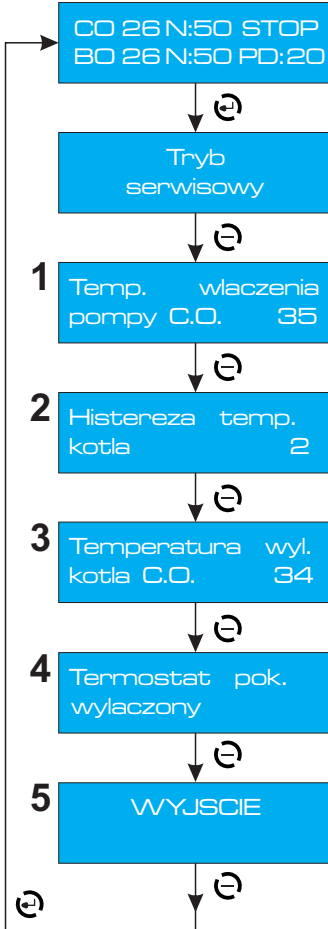 CO 26 N:50 STOP
BO 26 N:50 PD:20
Tryb
serwisowy
1
Temp. wlaczenia
pompy C.O. 35
2
Histereza temp.
kotla 2
3
Temperatura wyl.
kotla C.O. 34
4
Termostat pok.
wylaczony
5
WYJSCIE